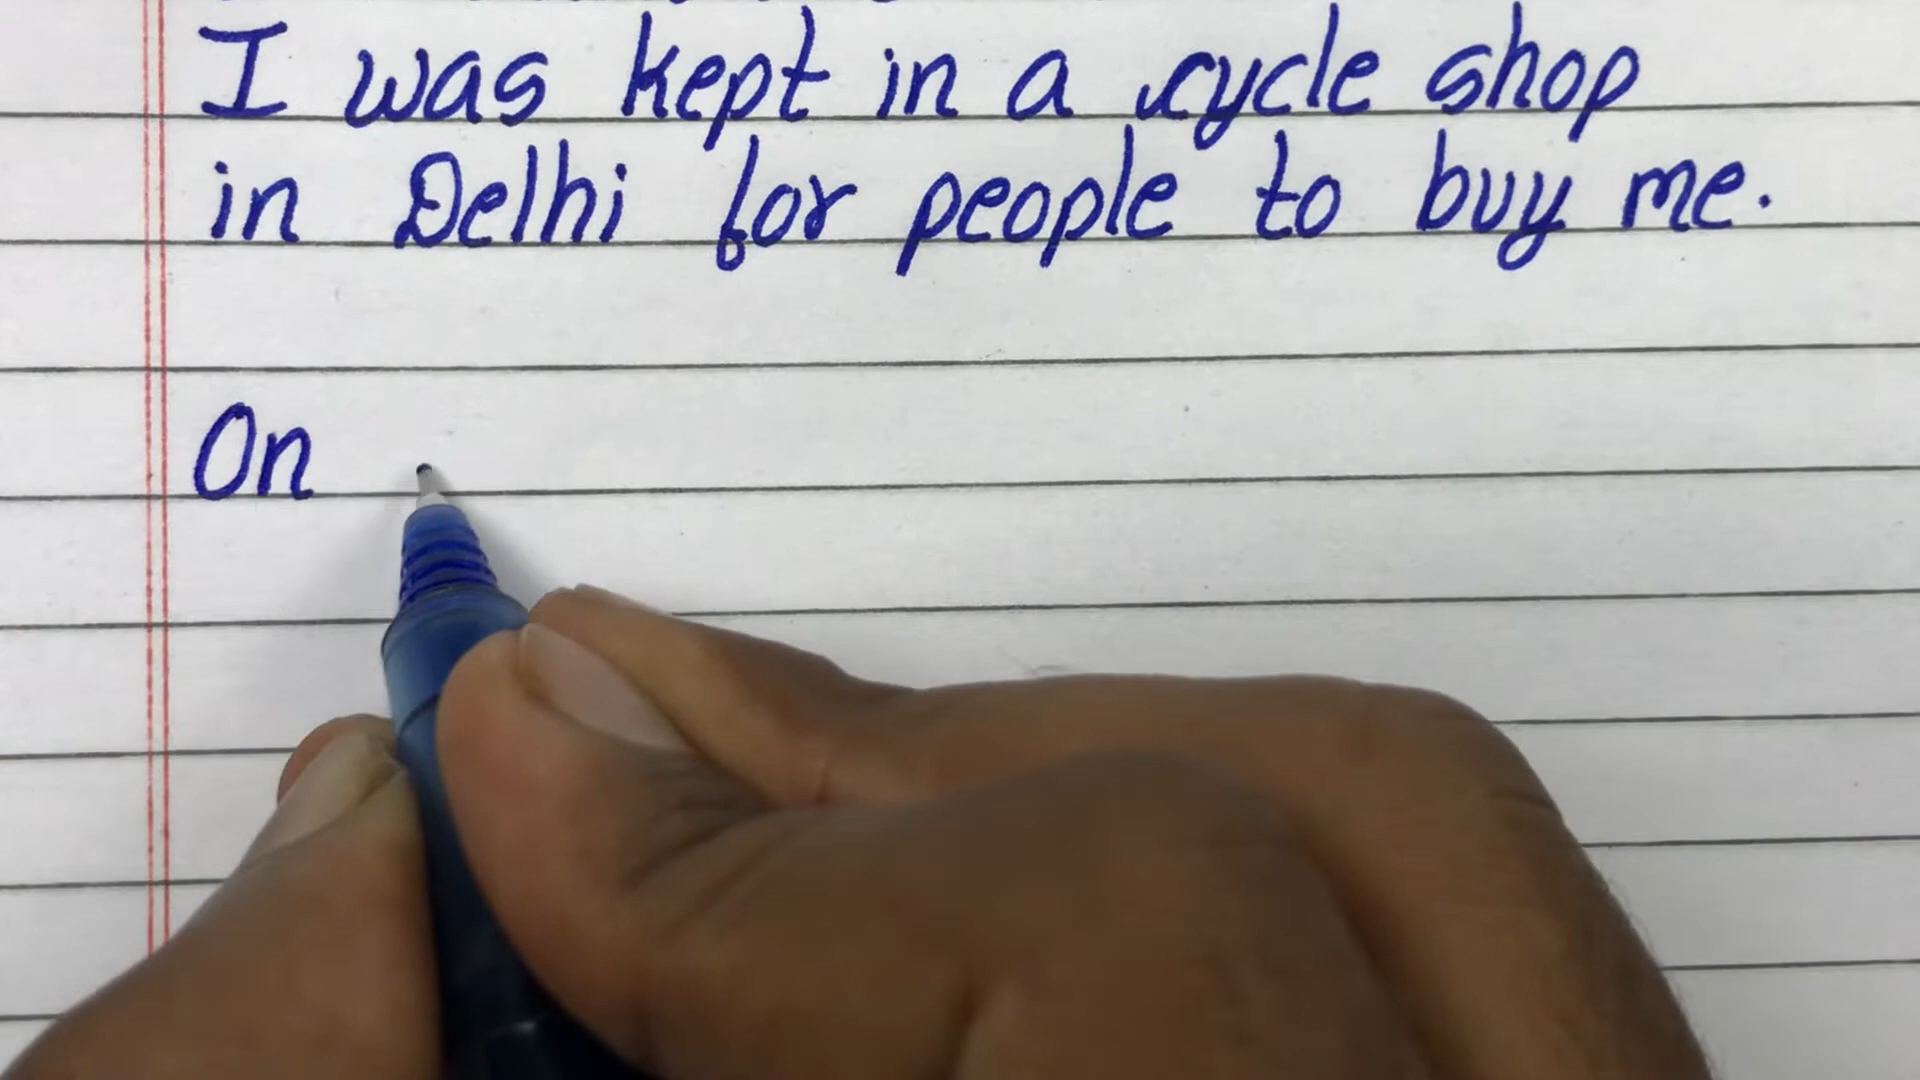 I was kept in a cycle shop
in Delhi for people to buy me.
On